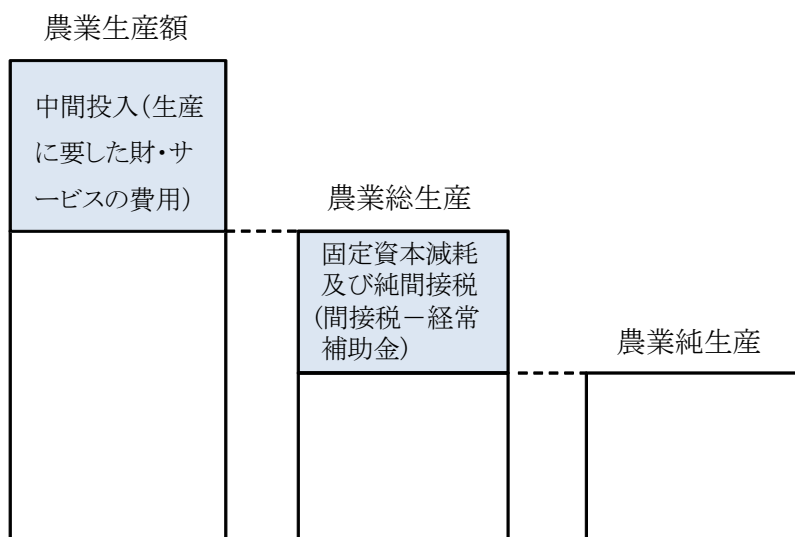 農業生産額
中間投入(生産
に要した財・サ
ービスの費用)
農業総生産
固定資本減耗
及び純間接税
(間接税－経常
補助金)
農業純生産